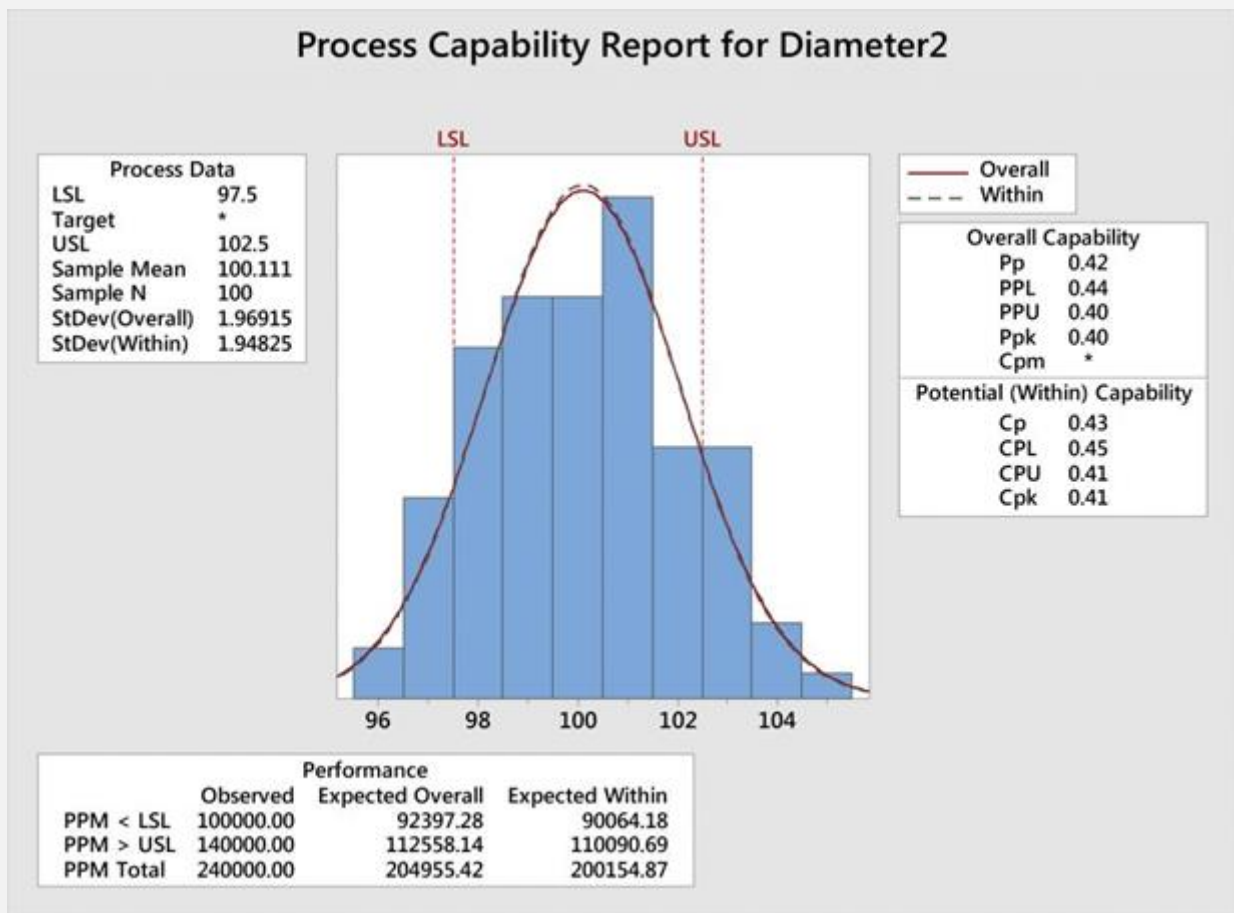 Process Capability Report for Diameter2
LSL USL
Process Data
LSL 97.5
Target *
USL 102.5
Sample Mean 100.111
Sample N 100
StDev(Overall) 1.96915
StDev(Within) 1.94825
Overall
Within
Overall Capability
Pp 0.42
PPL 0.44
PPU 0.40
Ppk 0.40
Cpm *
Potential (Within) Capability
Cp 0.43
CPL 0.45
CPU 0.41
Cpk 0.41
96 98 100 102 104
Performance
Observed Expected Overall Expected Within
PPM < LSL 100000.00 92397.28 90064.18
PPM > USL 140000.00 112558.14 110090.69
PPM Total 240000.00 204955.42 200154.87